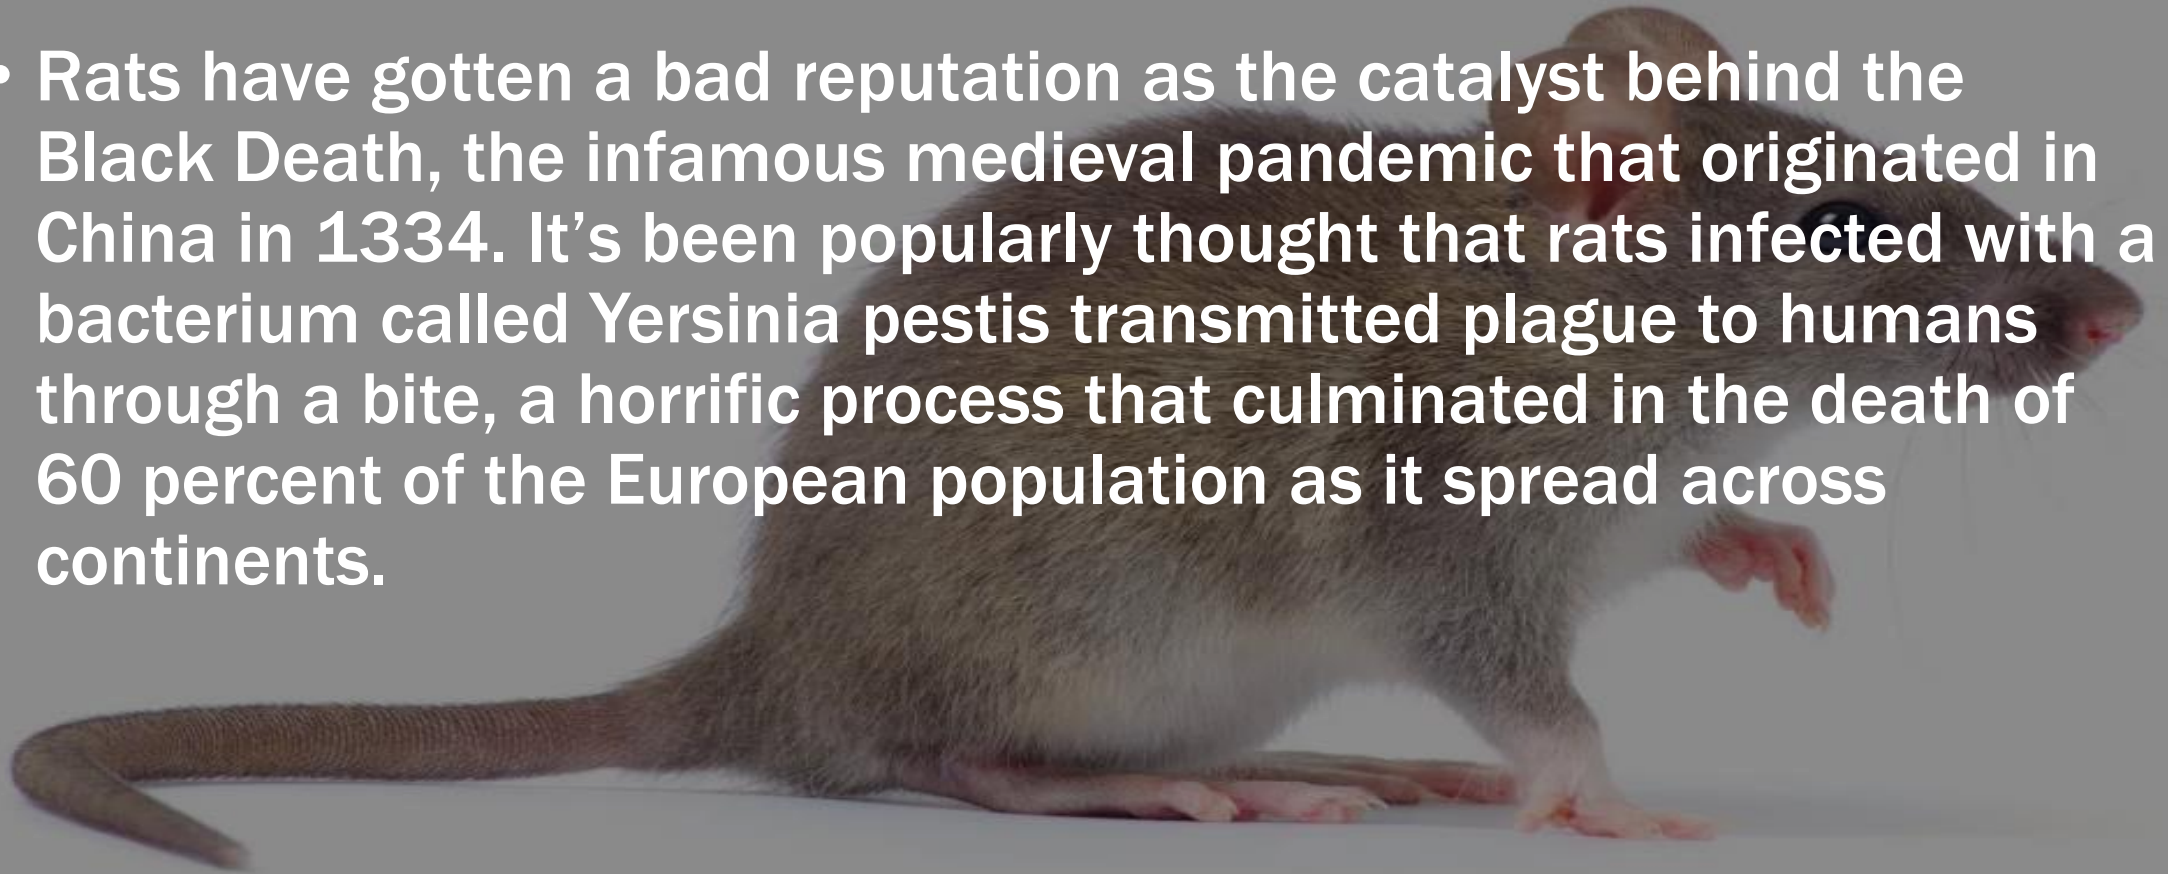 • Rats have gotten a bad reputation as the catalyst behind the
Black Death, the infamous medieval pandemic that originated in
China in 1334. It’s been popularly thought that rats infected with a
bacterium called Yersinia pestis transmitted plague to humans
through a bite, a horrific process that culminated in the death of
60 percent of the European population as it spread across
continents.